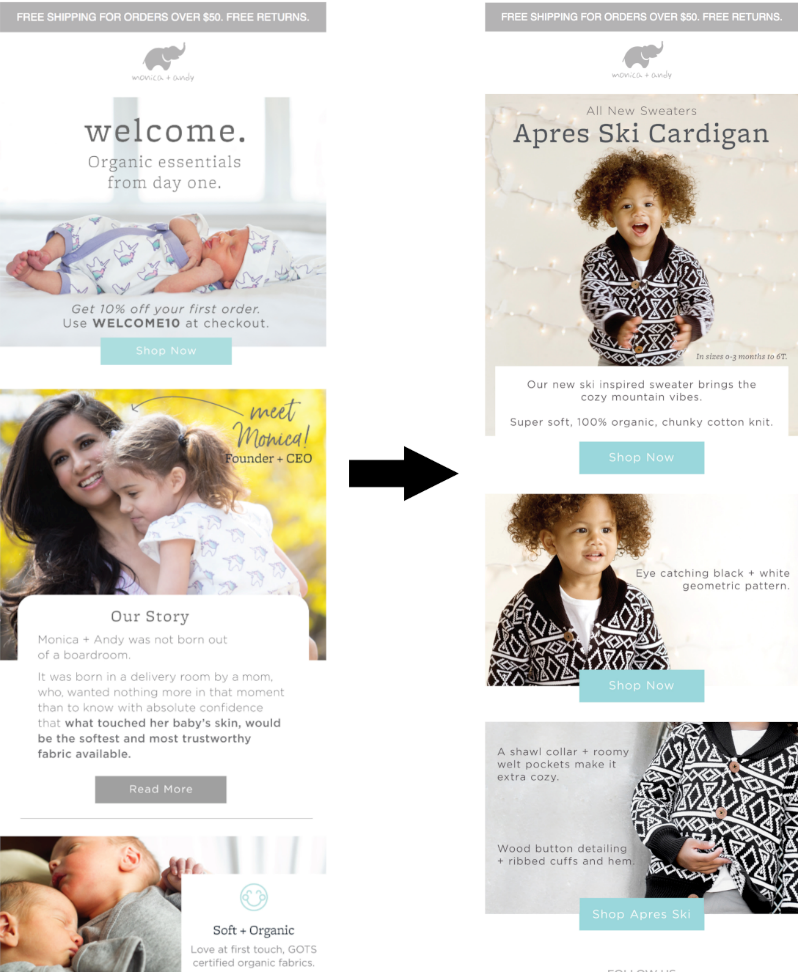 FREE SHIPPING FOR ORDERS OVER $50. FREE RETURNS.
monica + andy
welcome.
Organic essentials
from day one.
Get 10% off your first order.
Use WELCOME10 at checkout.
Shop Now
meet
Monica!
Founder + CEO
Our Story
Monica + Andy was not born out
of a boardroom.
It was born in a delivery room by a mom,
who, wanted nothing more in that moment
than to know with absolute confidence
that what touched her baby's skin, would
be the softest and most trustworthy
fabric available.
Read More
Soft + Organic
Love at first touch, GOTS
certified organic fabrics.
FREE SHIPPING FOR ORDERS OVER $50. FREE RETURNS.
monica + andy
All New Sweaters
Apres Ski Cardigan
In sizes 0-3 months to 6T.
Our new ski inspired sweater brings the
cozy mountain vibes.
Super soft, 100% organic, chunky cotton knit.
Shop Now
Eye catching black + white
geometric pattern.
Shop Now
A shawl collar + roomy
welt pockets make it
extra cozy.
Wood button detailing
+ ribbed cuffs and hem.
Shop Apres Ski
FOLLOW US